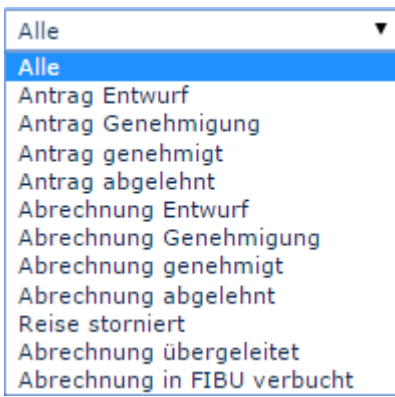 Alle
Alle
Antrag Entwurf
Antrag Genehmigung
Antrag genehmigt
Antrag abgelehnt
Abrechnung Entwurf
Abrechnung Genehmigung
Abrechnung genehmigt
Abrechnung abgelehnt
Reise storniert
Abrechnung übergeleitet
Abrechnung in FIBU verbucht